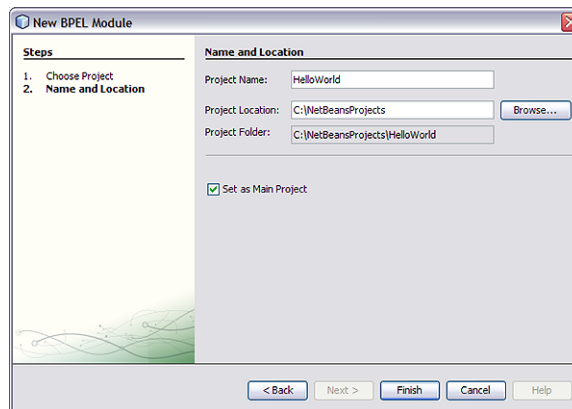 New BPEL Module
Steps
1. Choose Project
2. Name and Location
Name and Location
Project Name: HelloWorld
Project Location: C:\NetBeansProjects Browse...
Project Folder: C:\NetBeansProjects\HelloWorld
Set as Main Project
< Back Next > Finish Cancel Help